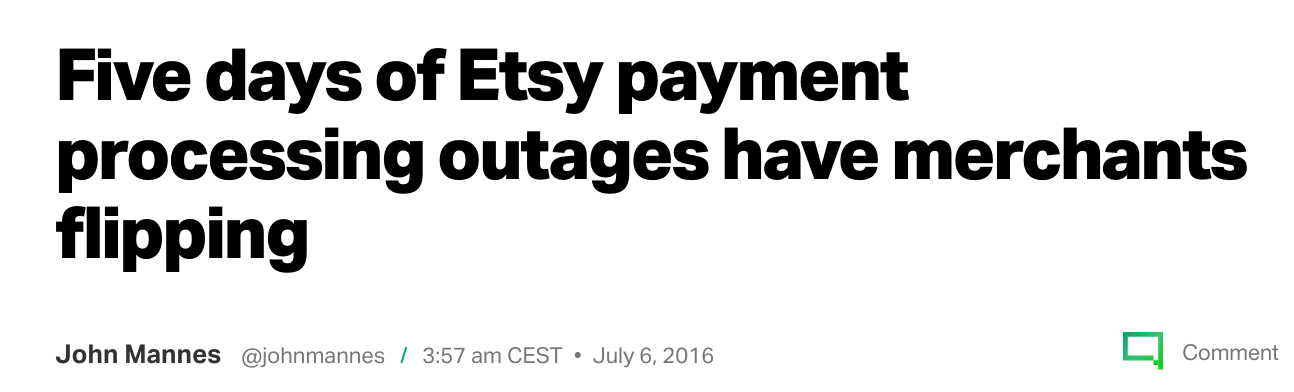 Five days of Etsy payment
processing outages have merchants
flipping
John Mannes @johnmannes / 3:57 am CEST • July 6, 2016 Comment